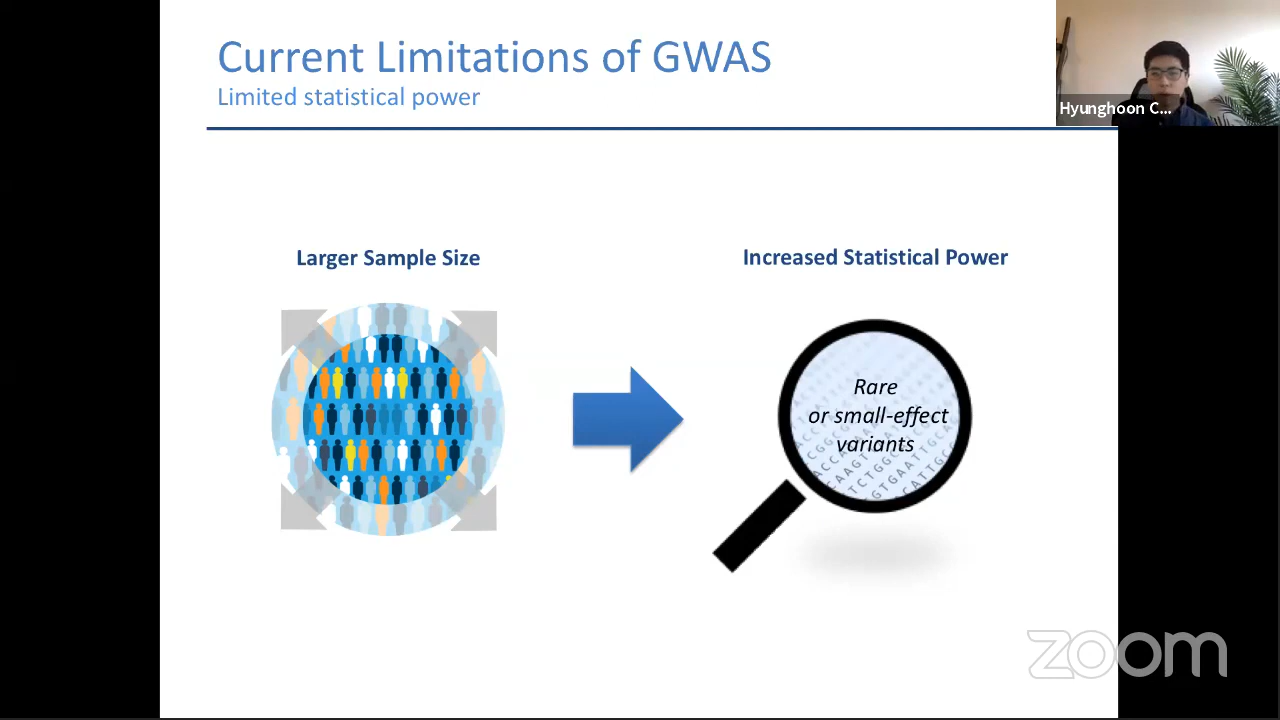 Current Limitations of GWAS
Limited statistical power
Hyunghoon C...
Larger Sample Size
Increased Statistical Power
Rare
or small-effect
variants
zoom